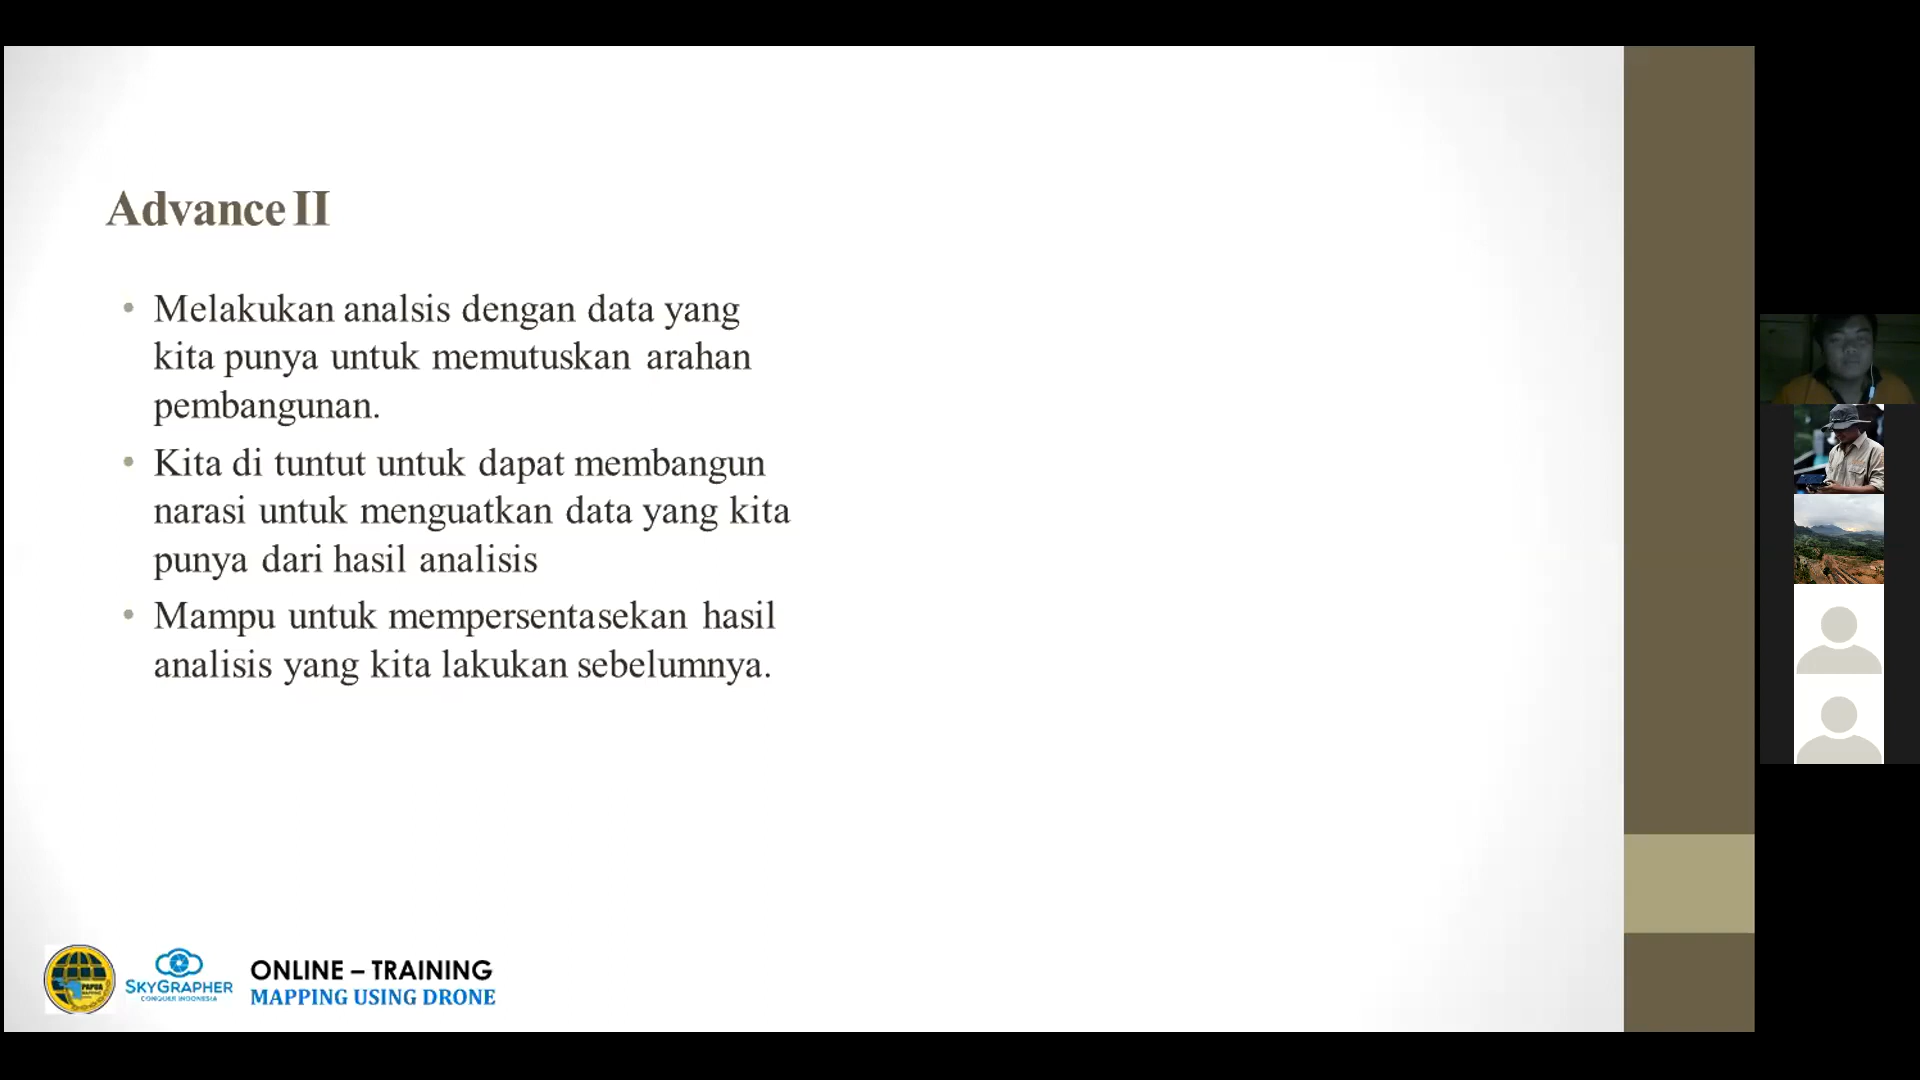 Advance II
• Melakukan analsis dengan data yang
kita punya untuk memutuskan arahan
pembangunan.
• Kita di tuntut untuk dapat membangun
narasi untuk menguatkan data yang kita
punya dari hasil analisis
• Mampu untuk mempersentasekan hasil
analisis yang kita lakukan sebelumnya.
PAPUA
SKYGRAPHER
CONQUER INDONESIA
ONLINE – TRAINING
MAPPING USING DRONE